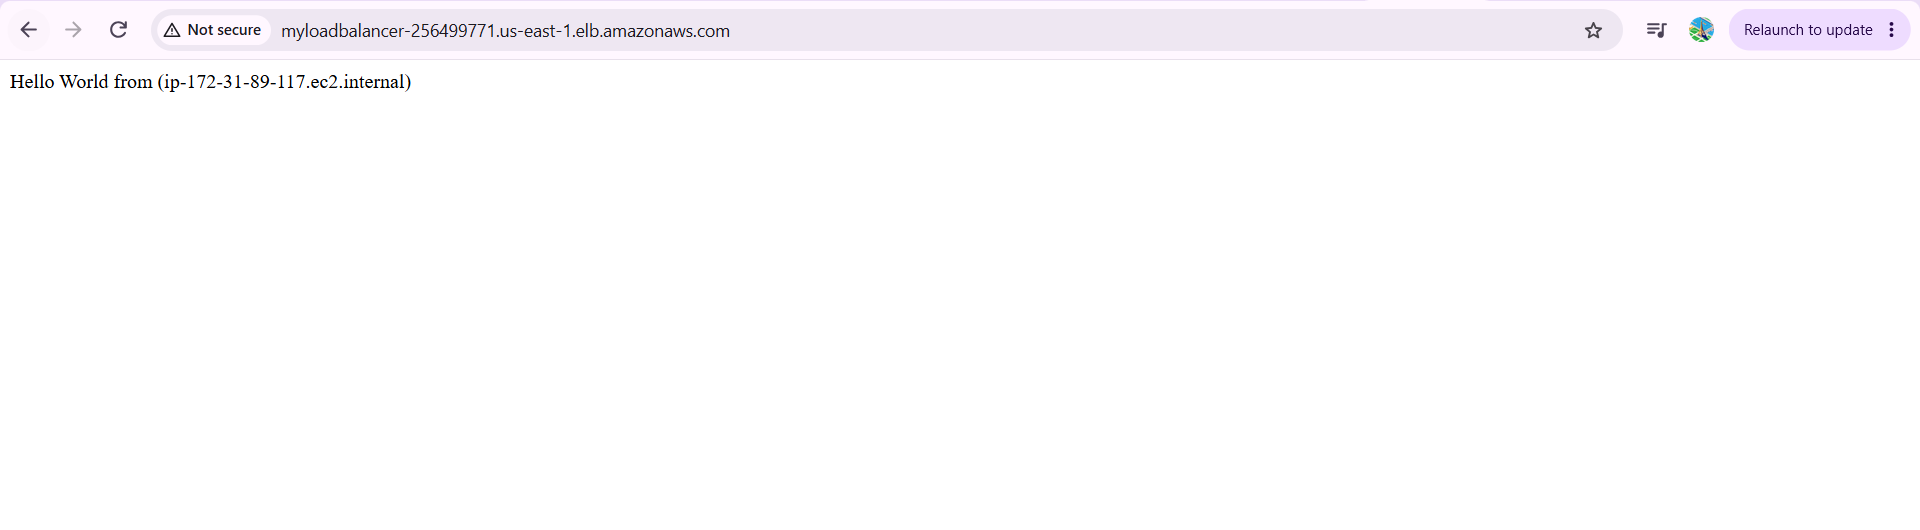 Not secure
myloadbalancer-256499771.us-east-1.elb.amazonaws.com
Relaunch to update
Hello World from (ip-172-31-89-117.ec2.internal)